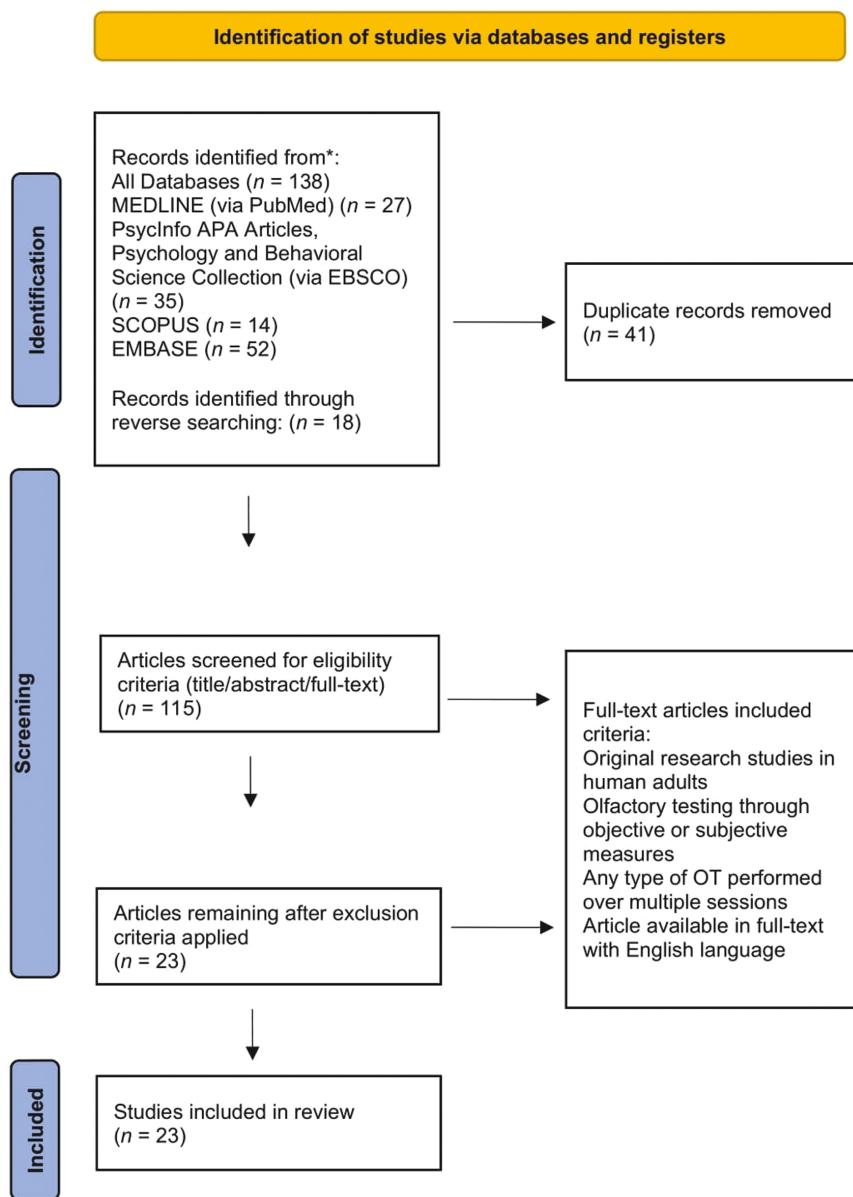 Identification of studies via databases and registers
Identification
Records identified from*:
All Databases (n = 138)
MEDLINE (via PubMed) (n = 27)
PsycInfo APA Articles,
Psychology and Behavioral
Science Collection (via EBSCO)
(n = 35)
SCOPUS (n = 14)
EMBASE (n = 52)
Records identified through
reverse searching: (n = 18)
Duplicate records removed
(n = 41)
Screening
Articles screened for eligibility
criteria (title/abstract/full-text)
(n = 115)
Full-text articles included
criteria:
Original research studies in
human adults
Olfactory testing through
objective or subjective
measures
Any type of OT performed
over multiple sessions
Article available in full-text
with English language
Articles remaining after exclusion
criteria applied
(n = 23)
Included
Studies included in review
(n = 23)